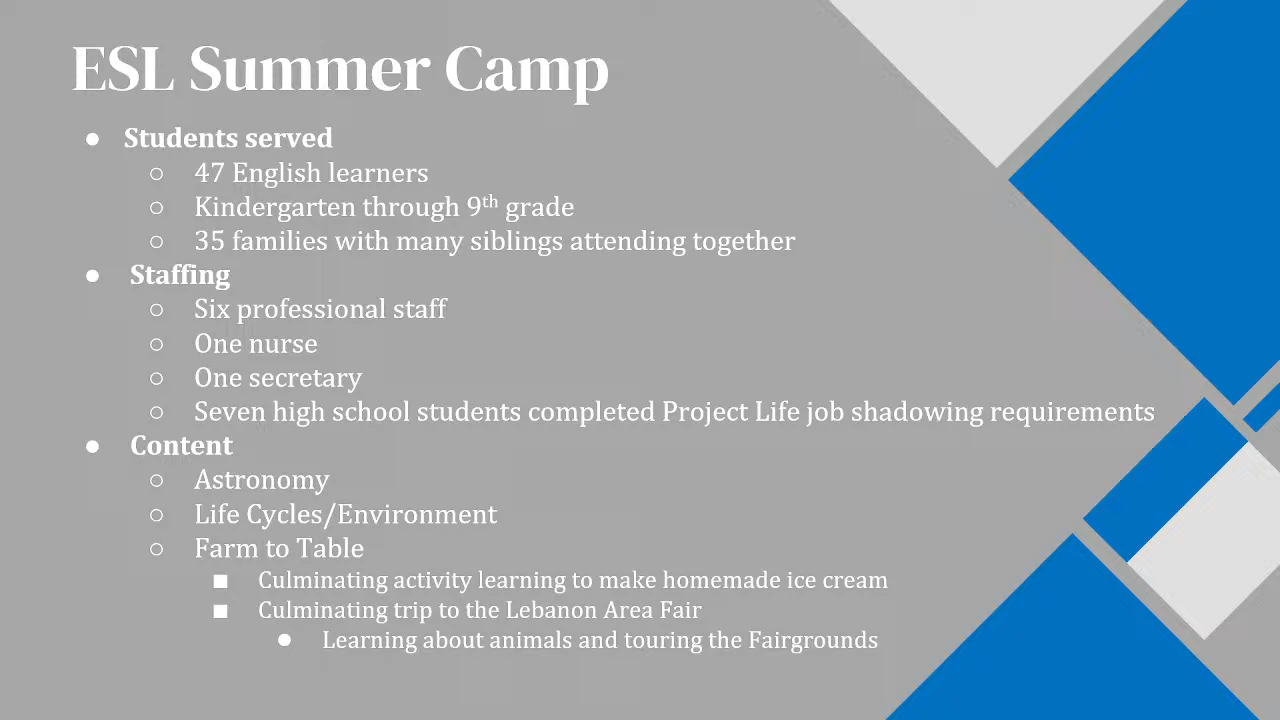 ESL Summer Camp
● Students served
○ 47 English learners
○ Kindergarten through 9th grade
○ 35 families with many siblings attending together
● Staffing
○ Six professional staff
○ One nurse
○ One secretary
○ Seven high school students completed Project Life job shadowing requirements
● Content
○ Astronomy
○ Life Cycles/Environment
○ Farm to Table
■ Culminating activity learning to make homemade ice cream
■ Culminating trip to the Lebanon Area Fair
● Learning about animals and touring the Fairgrounds